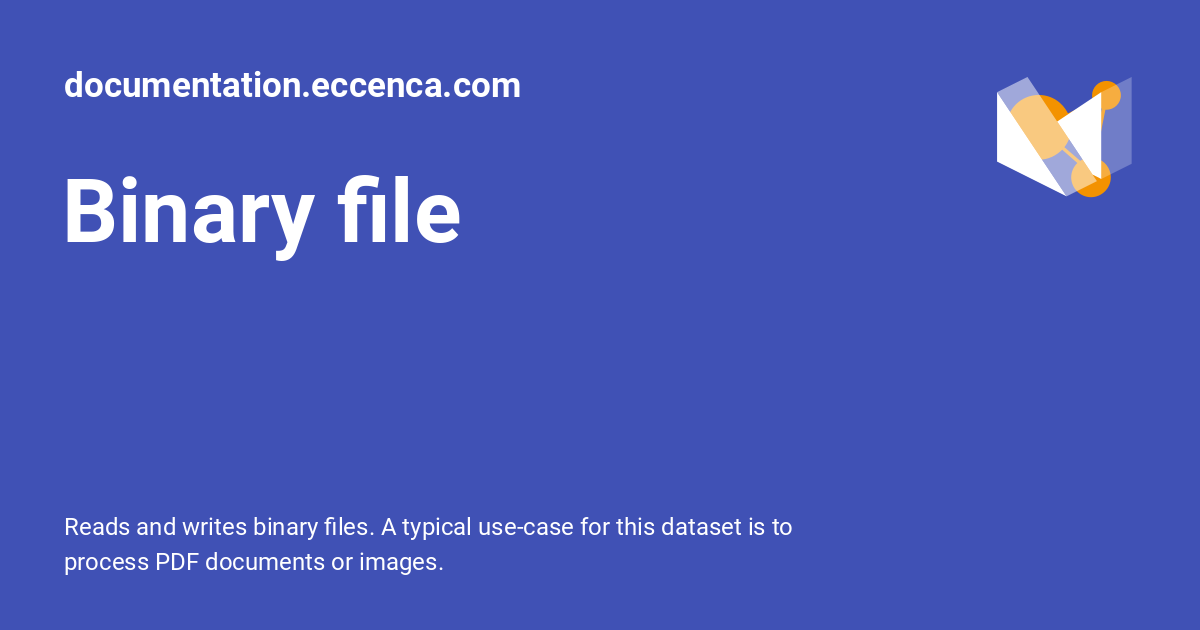 documentation.eccenca.com
Binary file
Reads and writes binary files. A typical use-case for this dataset is to
process PDF documents or images.